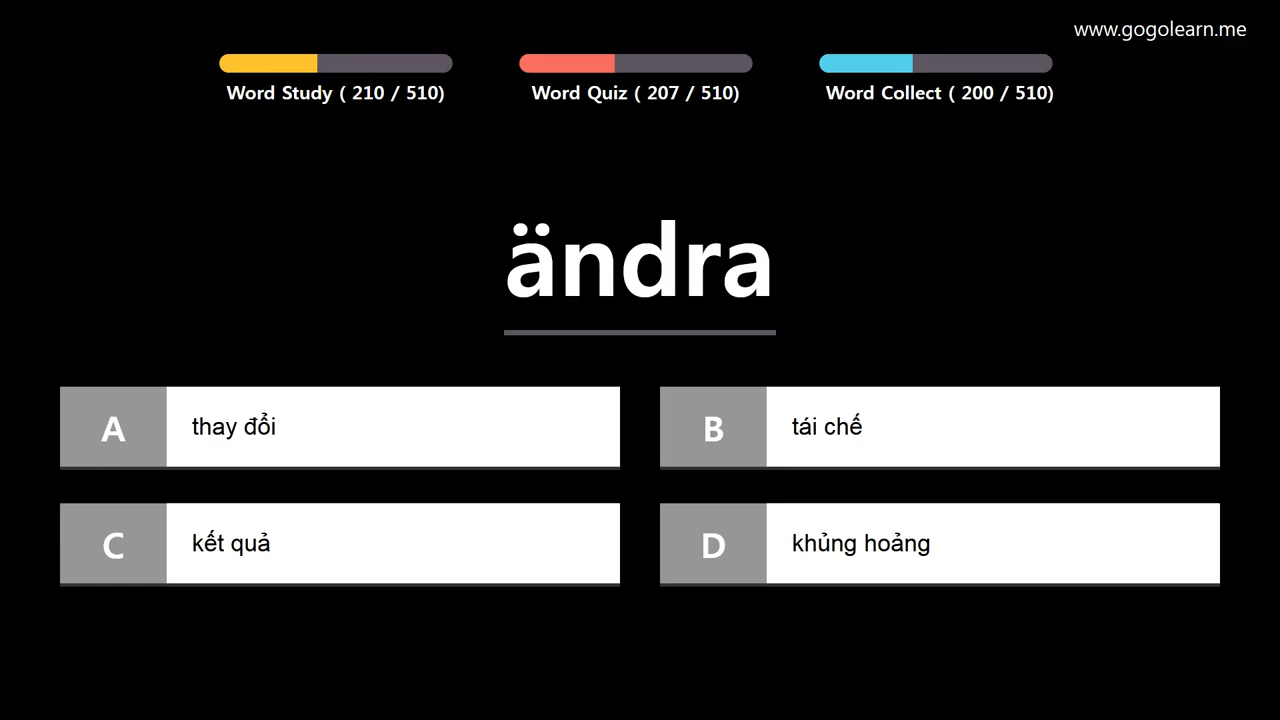 www.gogolearn.me
Word Study ( 210 / 510)
Word Quiz ( 207 / 510)
Word Collect ( 200 / 510)
ändra
A
thay đổi
B
tái chế
C
kết quả
D
khủng hoảng